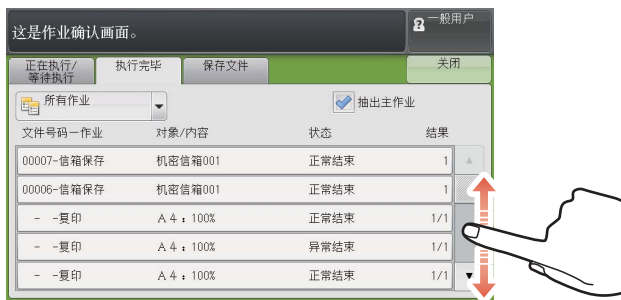 这是作业确认画面。
一般用户
正在执行/
等待执行
执行完毕
保存文件
关闭
所有作业
抽出主作业
文件号码－作业 对象/内容 状态 结果
00007-信箱保存 机密信箱001 正常结束 1
00006-信箱保存 机密信箱001 正常结束 1
- -复印 A4：100% 正常结束 1/1
- -复印 A4：100% 异常结束 1/1
- -复印 A4：100% 正常结束 1/1